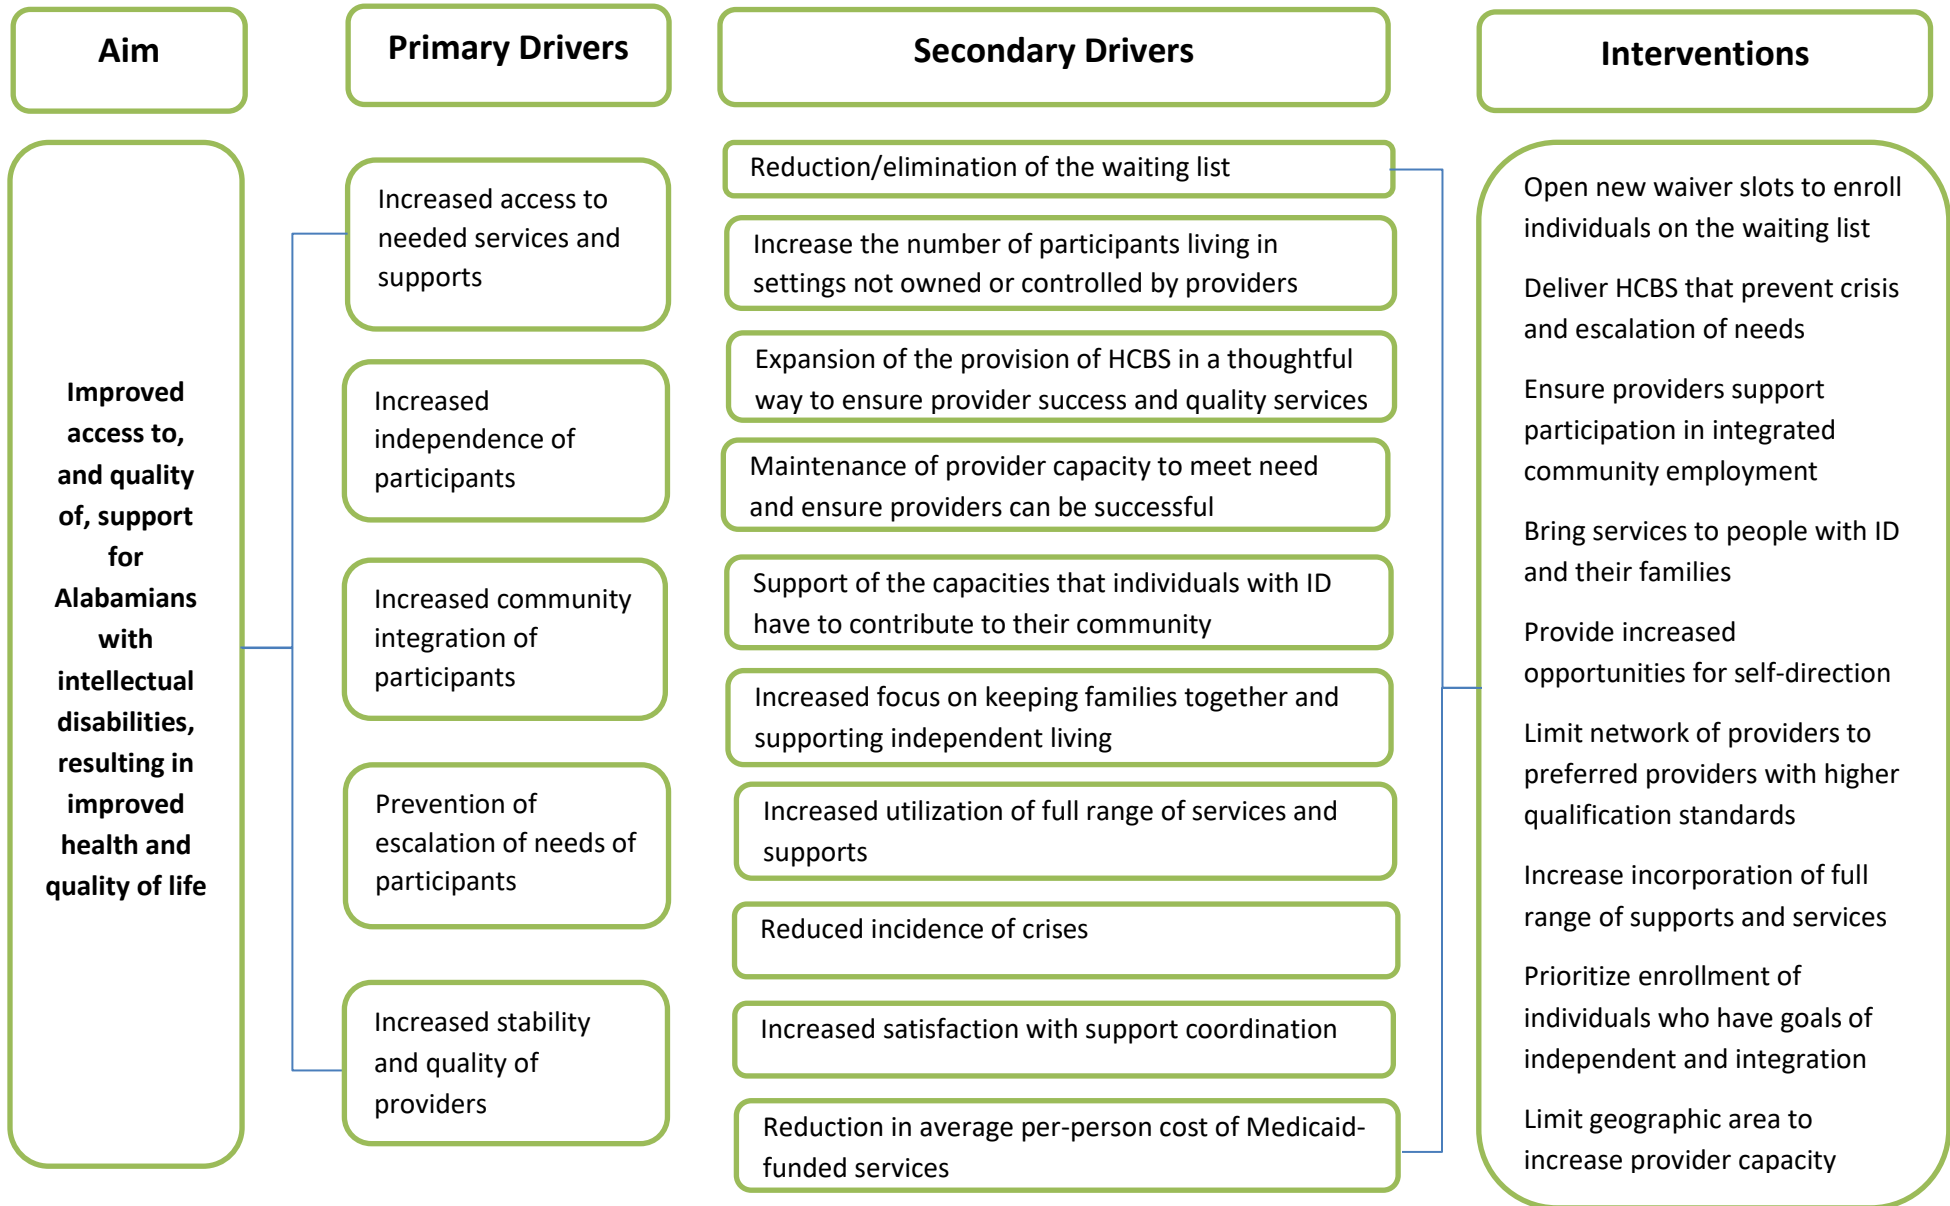 Aim
Primary Drivers
Secondary Drivers
Interventions
Improved
access to,
and quality
of, support
for
Alabamians
with
intellectual
disabilities,
resulting in
improved
health and
quality of life
Increased access to
needed services and
supports
Increased
independence of
participants
Increased community
integration of
participants
Prevention of
escalation of needs of
participants
Increased stability
and quality of
providers
Reduction/elimination of the waiting list
Increase the number of participants living in
settings not owned or controlled by providers
Expansion of the provision of HCBS in a thoughtful
way to ensure provider success and quality services
Maintenance of provider capacity to meet need
and ensure providers can be successful
Support of the capacities that individuals with ID
have to contribute to their community
Increased focus on keeping families together and
supporting independent living
Increased utilization of full range of services and
supports
Reduced incidence of crises
Increased satisfaction with support coordination
Reduction in average per-person cost of Medicaid-
funded services
Open new waiver slots to enroll
individuals on the waiting list
Deliver HCBS that prevent crisis
and escalation of needs
Ensure providers support
participation in integrated
community employment
Bring services to people with ID
and their families
Provide increased
opportunities for self-direction
Limit network of providers to
preferred providers with higher
qualification standards
Increase incorporation of full
range of supports and services
Prioritize enrollment of
individuals who have goals of
independent and integration
Limit geographic area to
increase provider capacity